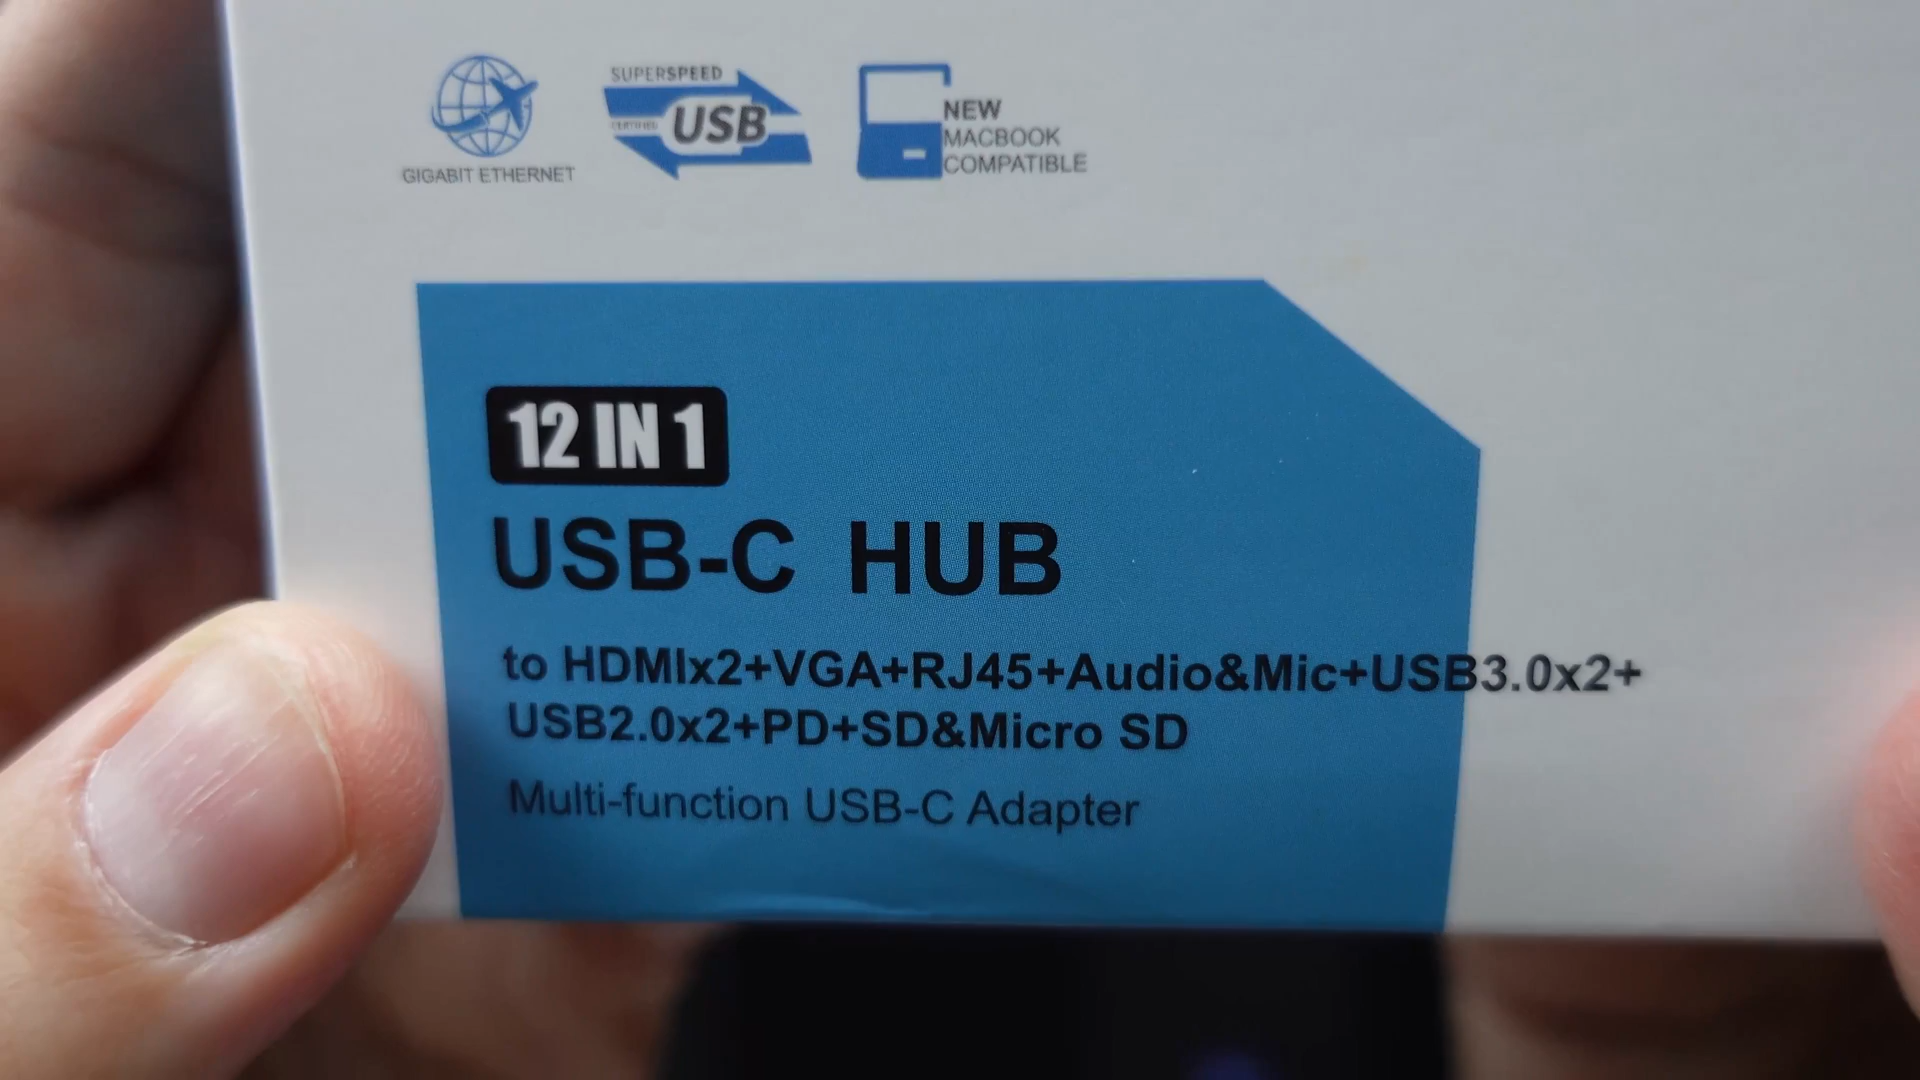 GIGABIT ETHERNET
SUPERSPEED
CERTIFIED
USB
NEW
MACBOOK
COMPATIBLE
12 IN 1
USB-C HUB
to HDMIx2+VGA+RJ45+Audio&Mic+USB3.0x2+
USB2.0x2+PD+SD&Micro SD
Multi-function USB-C Adapter